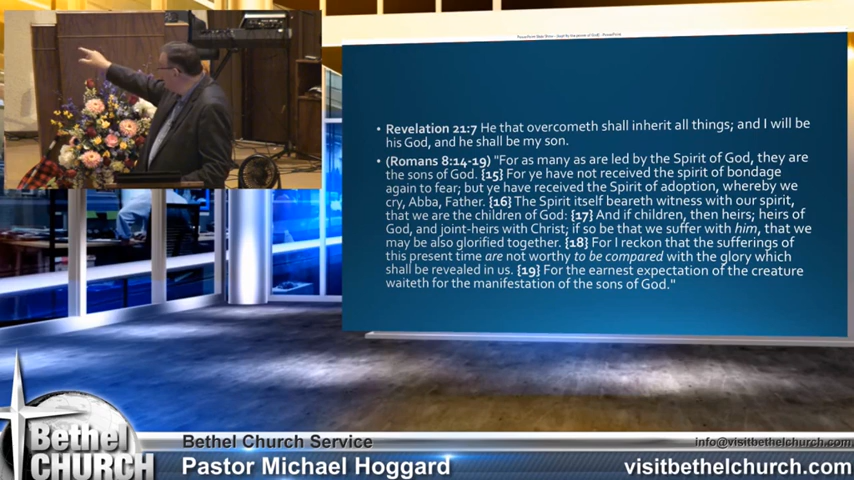 • Revelation 21:7 He that overcometh shall inherit all things; and I will be
his God, and he shall be my son.
• (Romans 8:14-19) "For as many as are led by the Spirit of God, they are
the sons of God. {15} For ye have not received the spirit of bondage
again to fear; but ye have received the Spirit of adoption, whereby we
cry, Abba, Father. {16} The Spirit itself beareth witness with our spirit,
that we are the children of God: {17} And if children, then heirs; heirs of
God, and joint-heirs with Christ; if so be that we suffer with him, that we
may be also glorified together. {18} For I reckon that the sufferings of
this present time are not worthy to be compared with the glory which
shall be revealed in us. {19} For the earnest expectation of the creature
waiteth for the manifestation of the sons of God."
Bethel
CHURCH
Bethel Church Service
info@visitbethelchurch.com
Pastor Michael Hoggard
visitbethelchurch.com